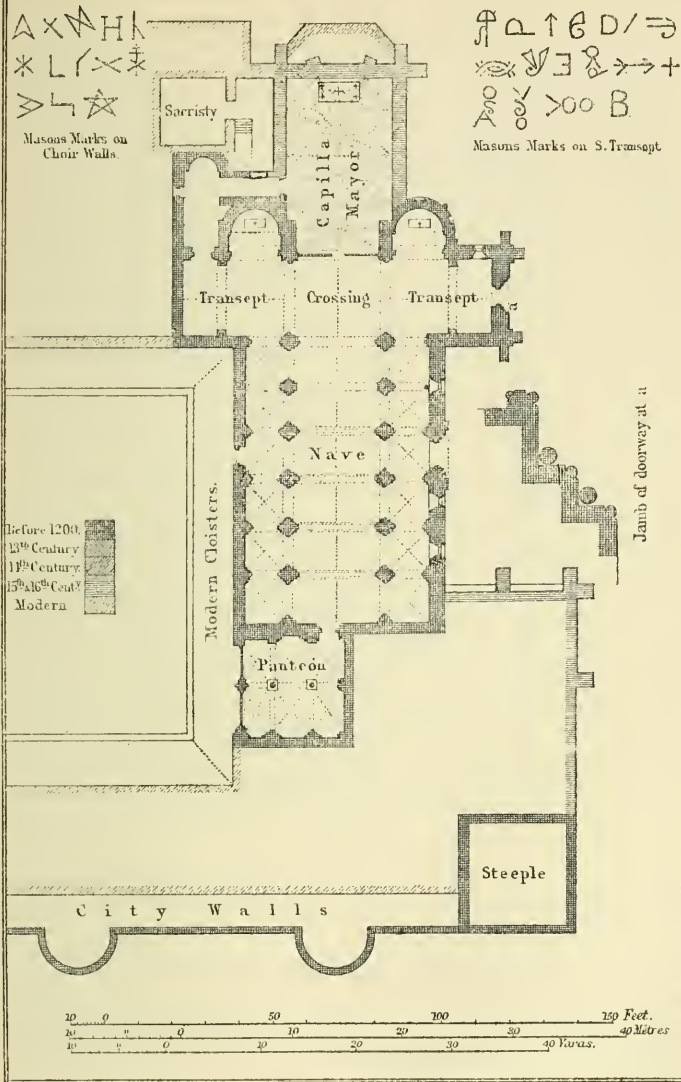 Masons Marks on
Choir Walls.
Masons Marks on S. Transept
Sacristy
Capilla
Mayor
Transept
Crossing
Transept
a
Nave
Jamb of doorway at a
Before 1200.
13th Century
14th Century.
15th & 16th Centy
Modern
Modern Cloisters.
Panteon
Steeple
City Walls
10 0 50 100 150 Feet.
10 " 0 10 20 30 40 Mètres
10 " 0 10 20 30 40 Varas.